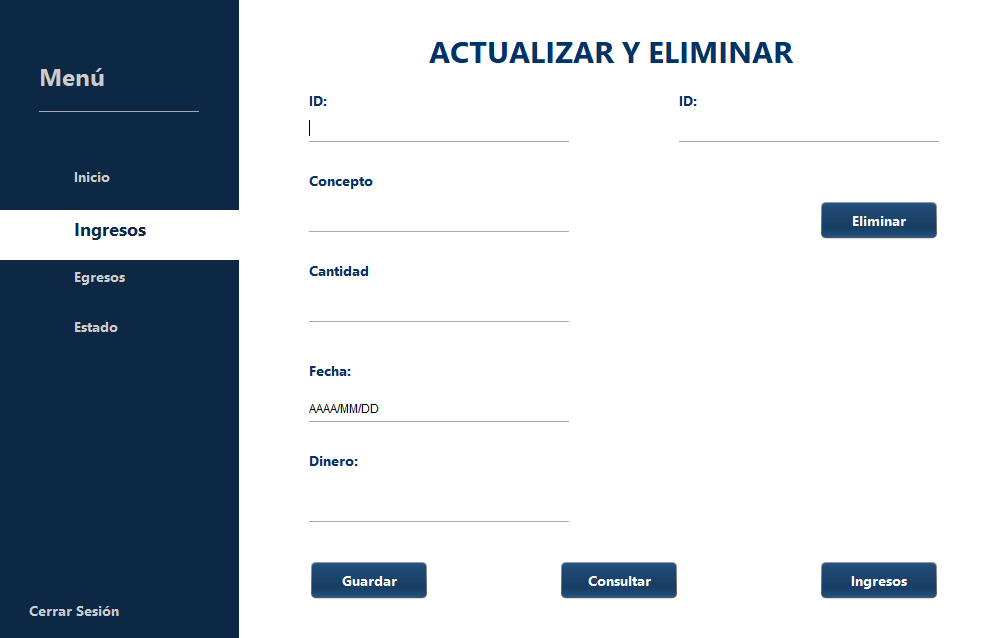 Menú
Inicio
Ingresos
Egresos
Estado
Cerrar Sesión
ACTUALIZAR Y ELIMINAR
ID:
Concepto
Cantidad
Fecha:
AAAA/MM/DD
Dinero:
ID:
Eliminar
Guardar
Consultar
Ingresos